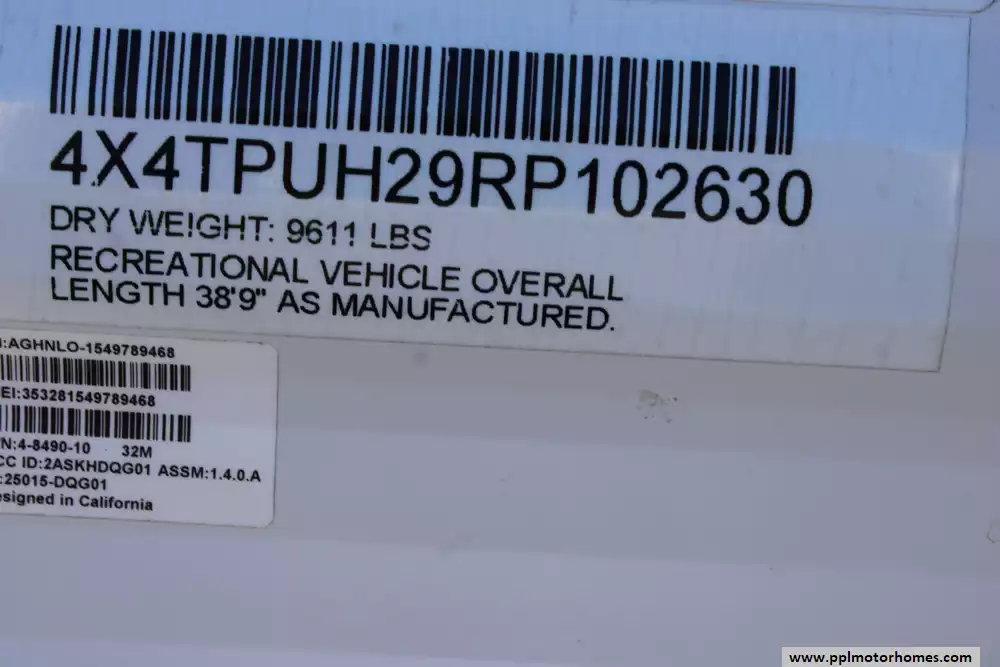 4X4TPUH29RP102630
DRY WEIGHT: 9611 LBS
RECREATIONAL VEHICLE OVERALL
LENGTH 38'9" AS MANUFACTURED.
:AGHNLO-1549789468
EI:353281549789468
N:4-8490-10 32M
CC ID:2ASKHDQG01 ASSM:1.4.0.A
:25015-DQG01
esigned in California
www.pplmotorhomes.com